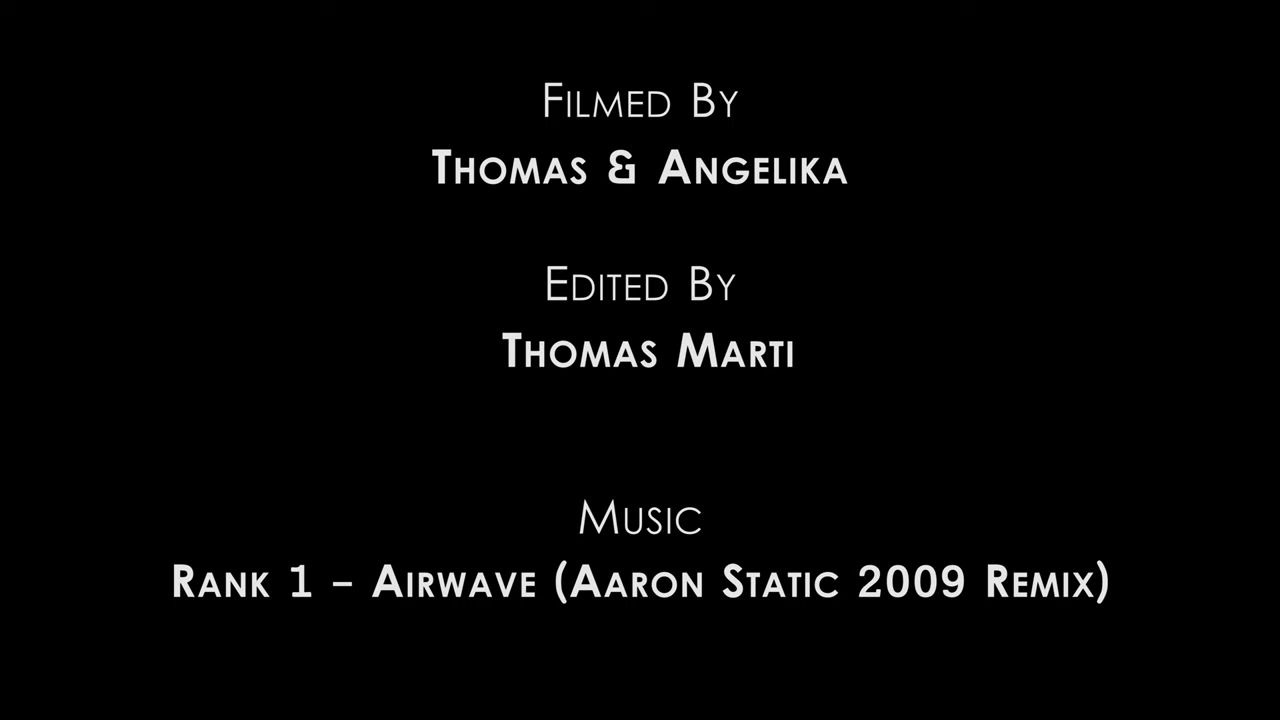 Filmed By
Thomas & Angelika
Edited By
Thomas Marti
Music
Rank 1 – Airwave (Aaron Static 2009 Remix)